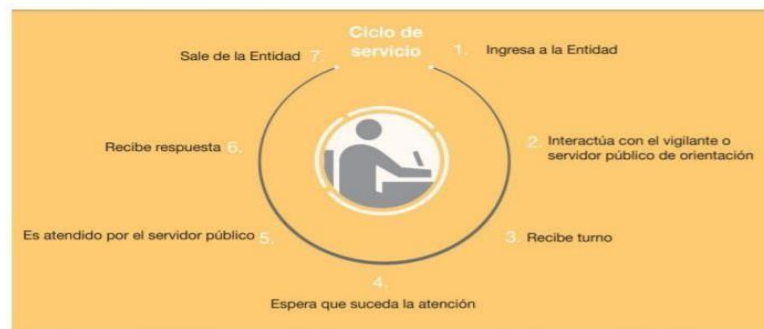 Ciclo de
servicio
1. Ingresa a la Entidad
2. Interactúa con el vigilante o
servidor público de orientación
3. Recibe turno
4.
Espera que suceda la atención
Es atendido por el servidor público 5.
Recibe respuesta 6.
Sale de la Entidad 7.